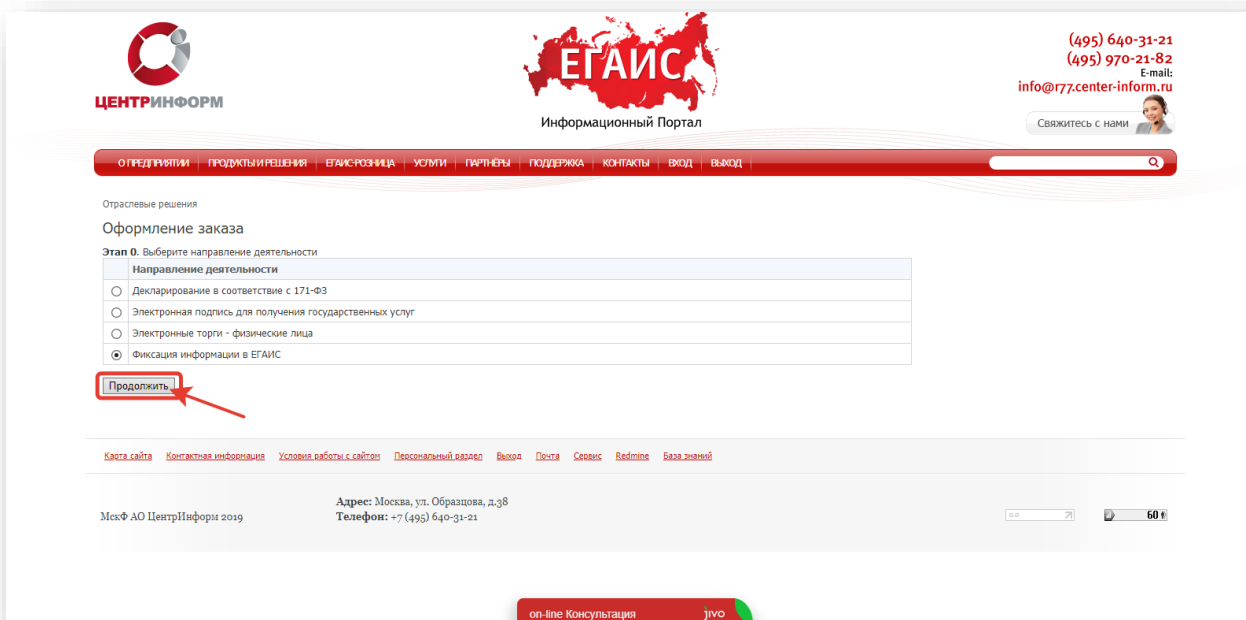 ЦЕНТРИНФОРМ
ЕГАИС
Информационный Портал
(495) 640-31-21
(495) 970-21-82
E-mail:
info@r77.center-inform.ru
Свяжитесь с нами
О ПРЕДПРИЯТИИ ПРОДУКТЫ И РЕШЕНИЯ ЕГАИС-РОЗНИЦА УСЛУГИ ПАРТНЁРЫ ПОДДЕРЖКА КОНТАКТЫ ВХОД ВЫХОД
Отраслевые решения
Оформление заказа
Этап 0. Выберите направление деятельности
Направление деятельности
Декларирование в соответствие с 171-ФЗ
Электронная подпись для получения государственных услуг
Электронные торги - физические лица
Фиксация информации в ЕГАИС
Продолжить
Карта сайта Контактная информация Условия работы с сайтом Персональный раздел Выход Почта Сервис Redmine База знаний
МскФ АО ЦентрИнформ 2019
Адрес: Москва, ул. Образцова, д.38
Телефон: +7 (495) 640-31-21
60
on-line Консультация jivo